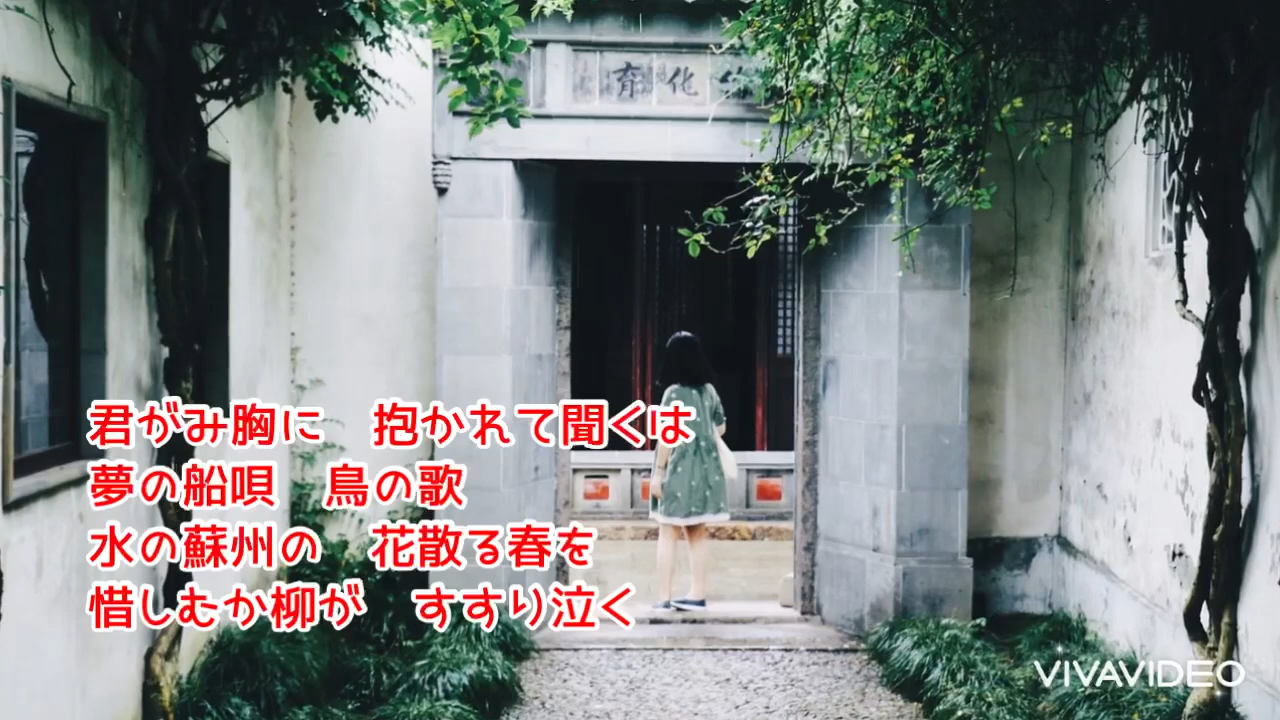 育化
君がみ胸に　抱かれて聞くは
夢の船唄　鳥の歌
水の蘇州の　花散る春を
惜しむか柳が　すすり泣く
VIVAVIDEO